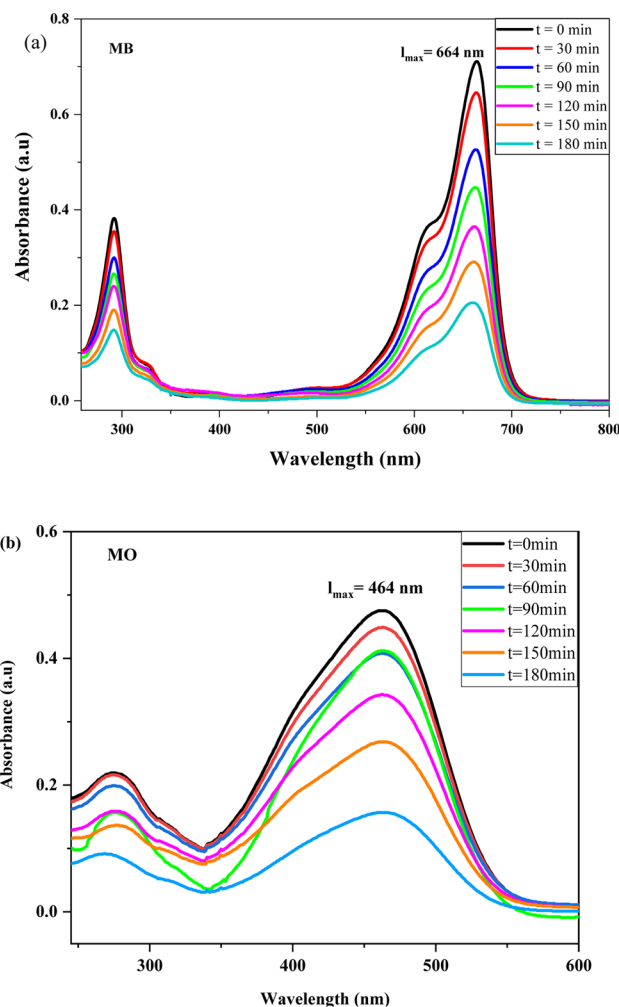 (a)
MB
lmax= 664 nm
t = 0 min
t = 30 min
t = 60 min
t = 90 min
t = 120 min
t = 150 min
t = 180 min
0.8
0.6
0.4
0.2
0.0
Absorbance (a.u)
300
400
500
600
700
800
Wavelength (nm)
(b)
MO
lmax= 464 nm
t=0min
t=30min
t=60min
t=90min
t=120min
t=150min
t=180min
0.6
0.4
0.2
0.0
Absorbance (a.u)
300
400
500
600
Wavelength (nm)